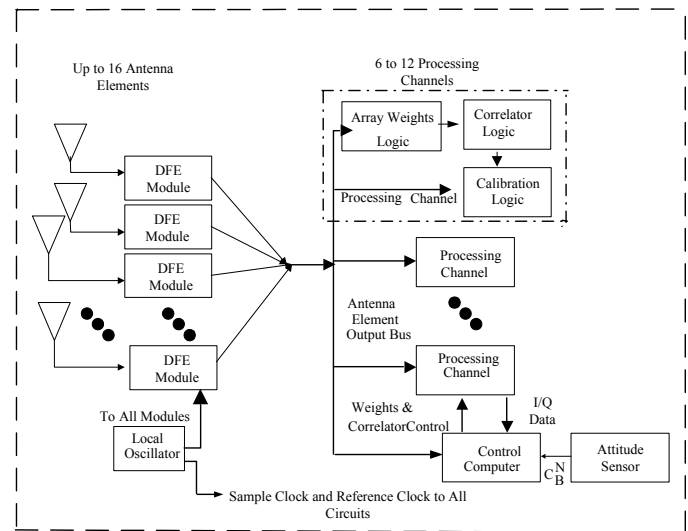 Up to 16 Antenna
Elements
6 to 12 Processing
Channels
DFE
Module
DFE
Module
DFE
Module
DFE
Module
To All Modules
Local
Oscillator
Sample Clock and Reference Clock to All
Circuits
Array Weights
Logic
Correlator
Logic
Processing Channel
Calibration
Logic
Processing
Channel
Antenna
Element
Output Bus
Processing
Channel
Weights &
CorrelatorControl
I/Q
Data
Control
Computer
C N B
Attitude
Sensor